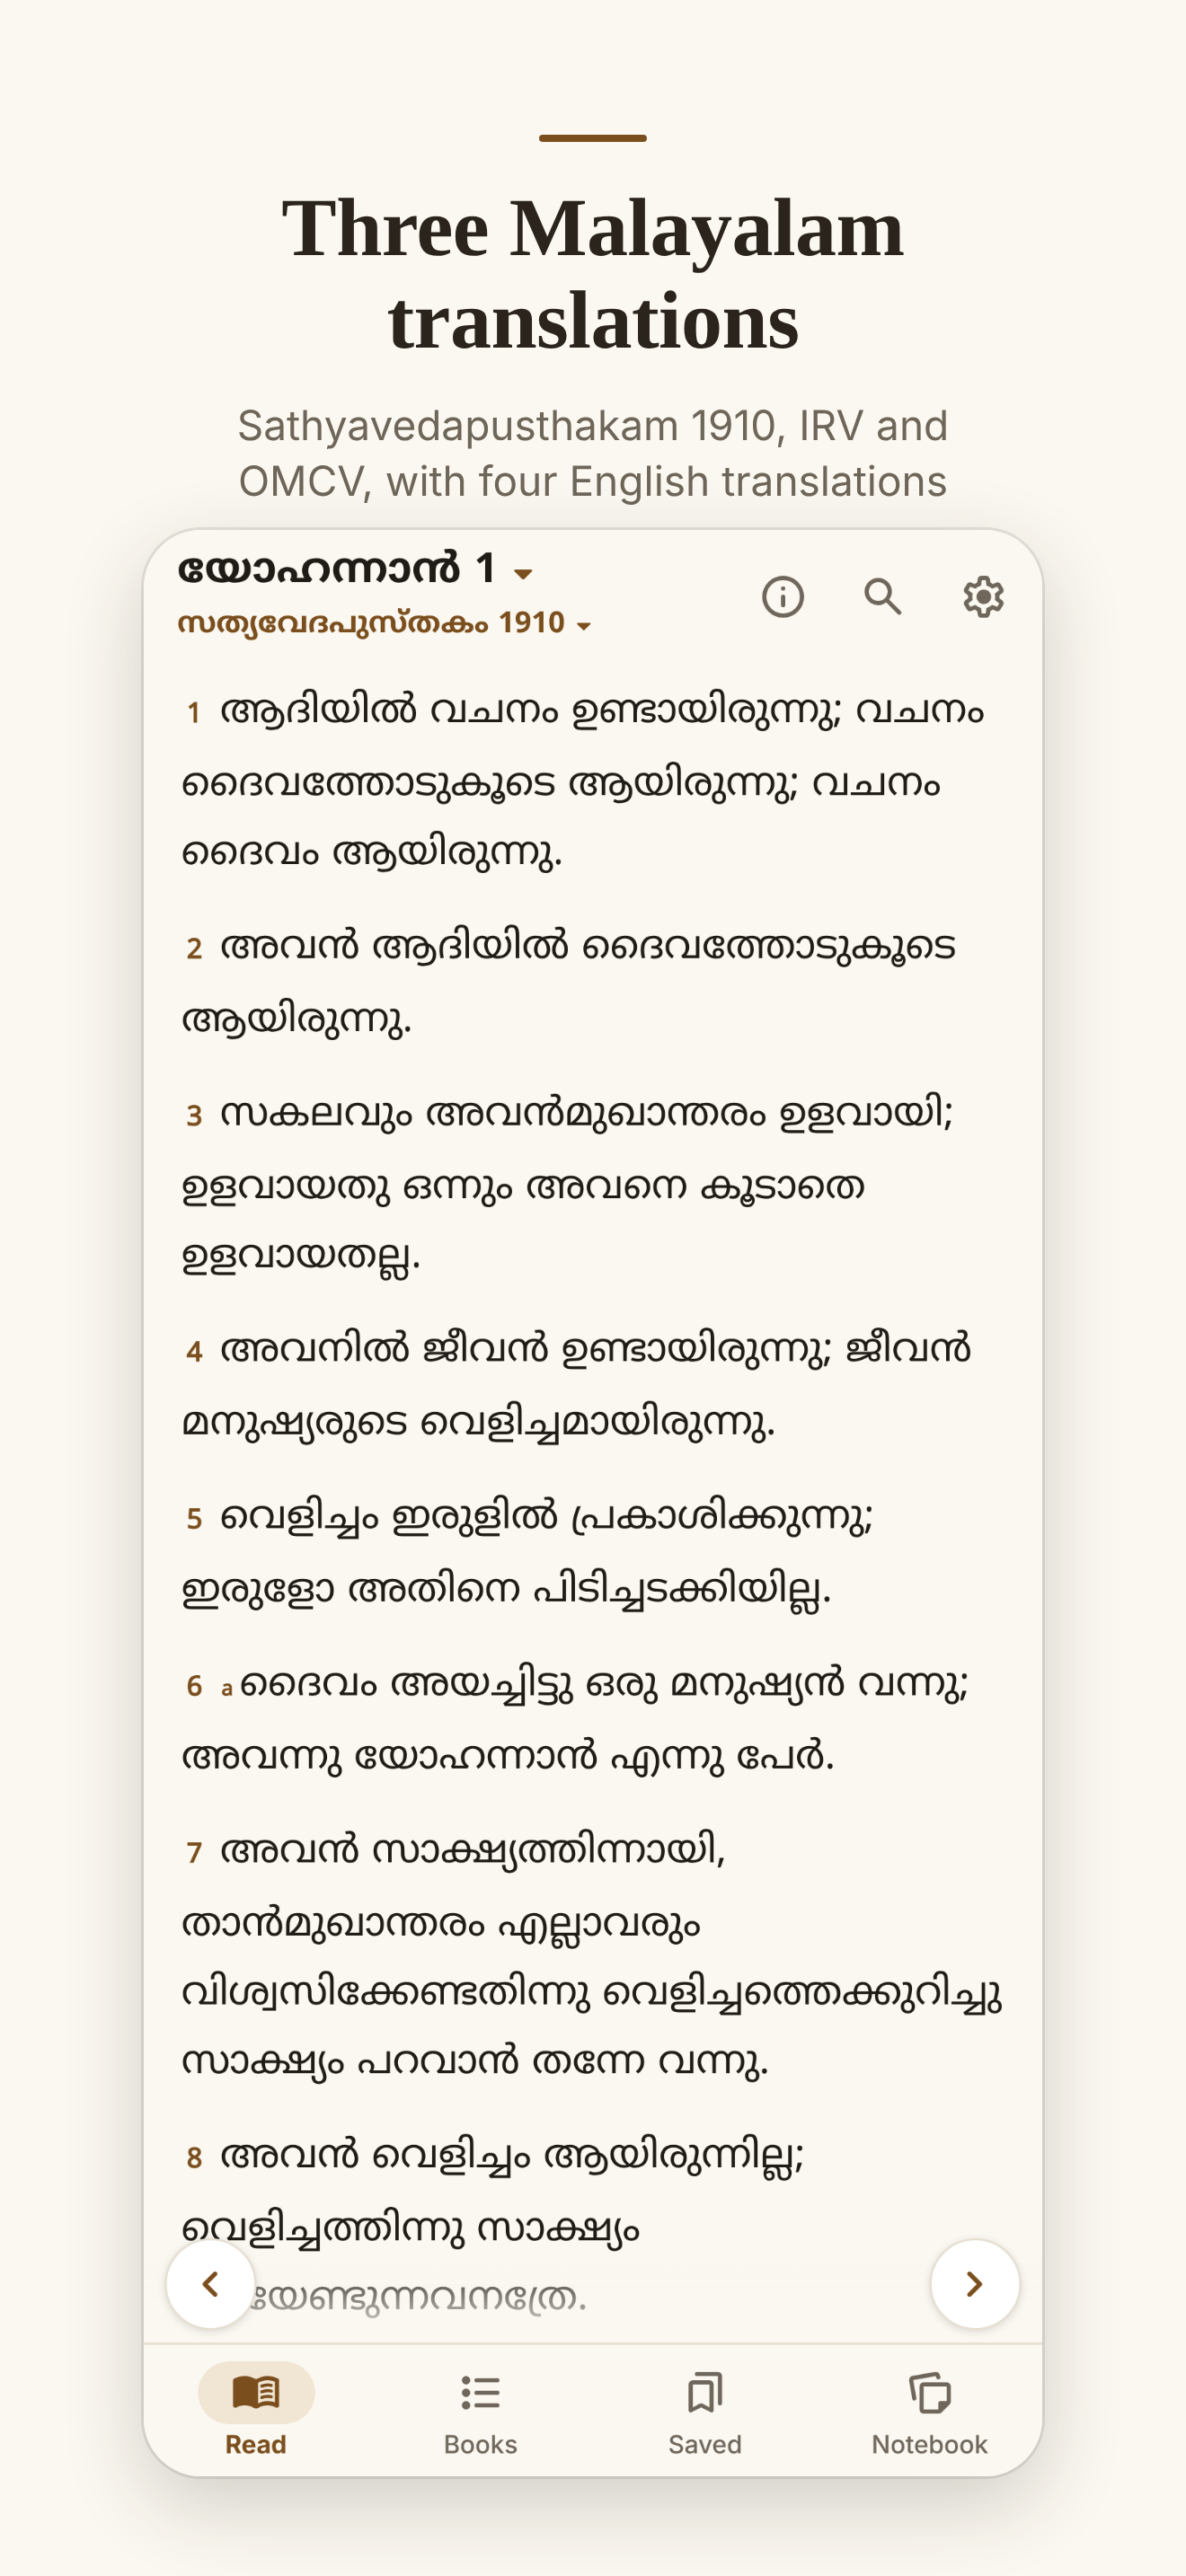 Three Malayalam
translations
Sathyavedapusthakam 1910, IRV and
OMCV, with four English translations
യോഹന്നാൻ 1
സത്യവേദപുസ്തകം 1910
1 ആദിയിൽ വചനം ഉണ്ടായിരുന്നു; വചനം
ദൈവത്തോടുകൂടെ ആയിരുന്നു; വചനം
ദൈവം ആയിരുന്നു.
2 അവൻ ആദിയിൽ ദൈവത്തോടുകൂടെ
ആയിരുന്നു.
3 സകലവും അവൻമുഖാന്തരം ഉളവായി;
ഉളവായതു ഒന്നും അവനെ കൂടാതെ
ഉളവായതല്ല.
4 അവനിൽ ജീവൻ ഉണ്ടായിരുന്നു; ജീവൻ
മനുഷ്യരുടെ വെളിച്ചമായിരുന്നു.
5 വെളിച്ചം ഇരുളിൽ പ്രകാശിക്കുന്നു;
ഇരുളോ അതിനെ പിടിച്ചടക്കിയില്ല.
6 a ദൈവം അയച്ചിട്ടു ഒരു മനുഷ്യൻ വന്നു;
അവന്നു യോഹന്നാൻ എന്നു പേർ.
7 അവൻ സാക്ഷ്യത്തിന്നായി,
താൻമുഖാന്തരം എല്ലാവരും
വിശ്വസിക്കേണ്ടതിന്നു വെളിച്ചത്തെക്കുറിച്ചു
സാക്ഷ്യം പറവാൻ തന്നേ വന്നു.
8 അവൻ വെളിച്ചം ആയിരുന്നില്ല;
വെളിച്ചത്തിന്നു സാക്ഷ്യം
യേണ്ടുന്നവനത്രേ.
Read
Books
Saved
Notebook